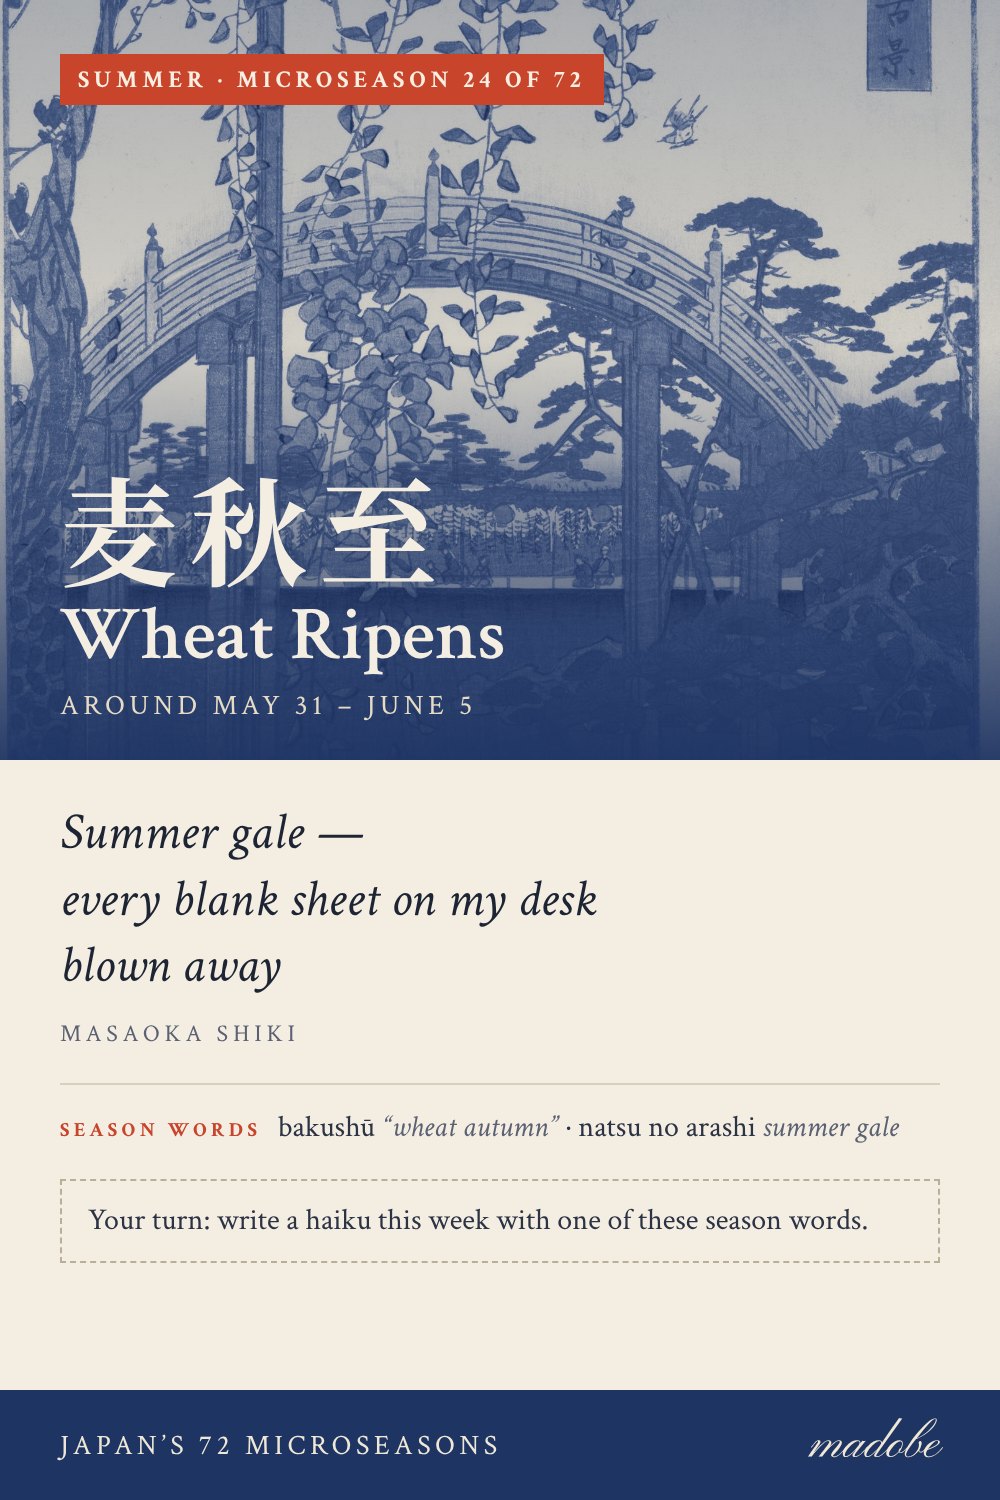 百景
SUMMER · MICROSEASON 24 OF 72
麦秋至
Wheat Ripens
AROUND MAY 31 – JUNE 5
Summer gale —
every blank sheet on my desk
blown away
MASAOKA SHIKI
SEASON WORDS bakushū “wheat autumn” · natsu no arashi summer gale
Your turn: write a haiku this week with one of these season words.
JAPAN’S 72 MICROSEASONS
madobe